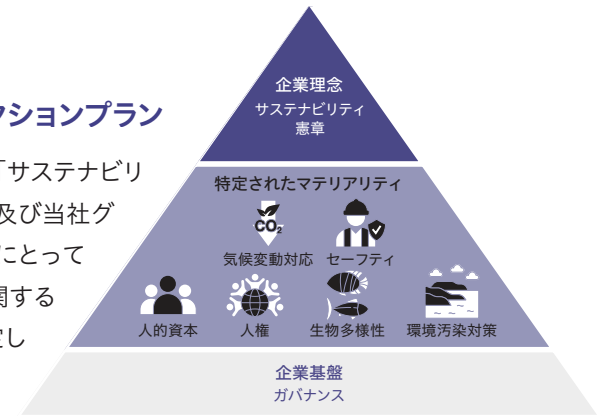 クションプラン
「サステナビリ
及び当社グ
にとって
関する
定し
企業理念
サステナビリティ
憲章
特定されたマテリアリティ
CO₂
気候変動対応 セーフティ
人的資本 人権 生物多様性 環境汚染対策
企業基盤
ガバナンス